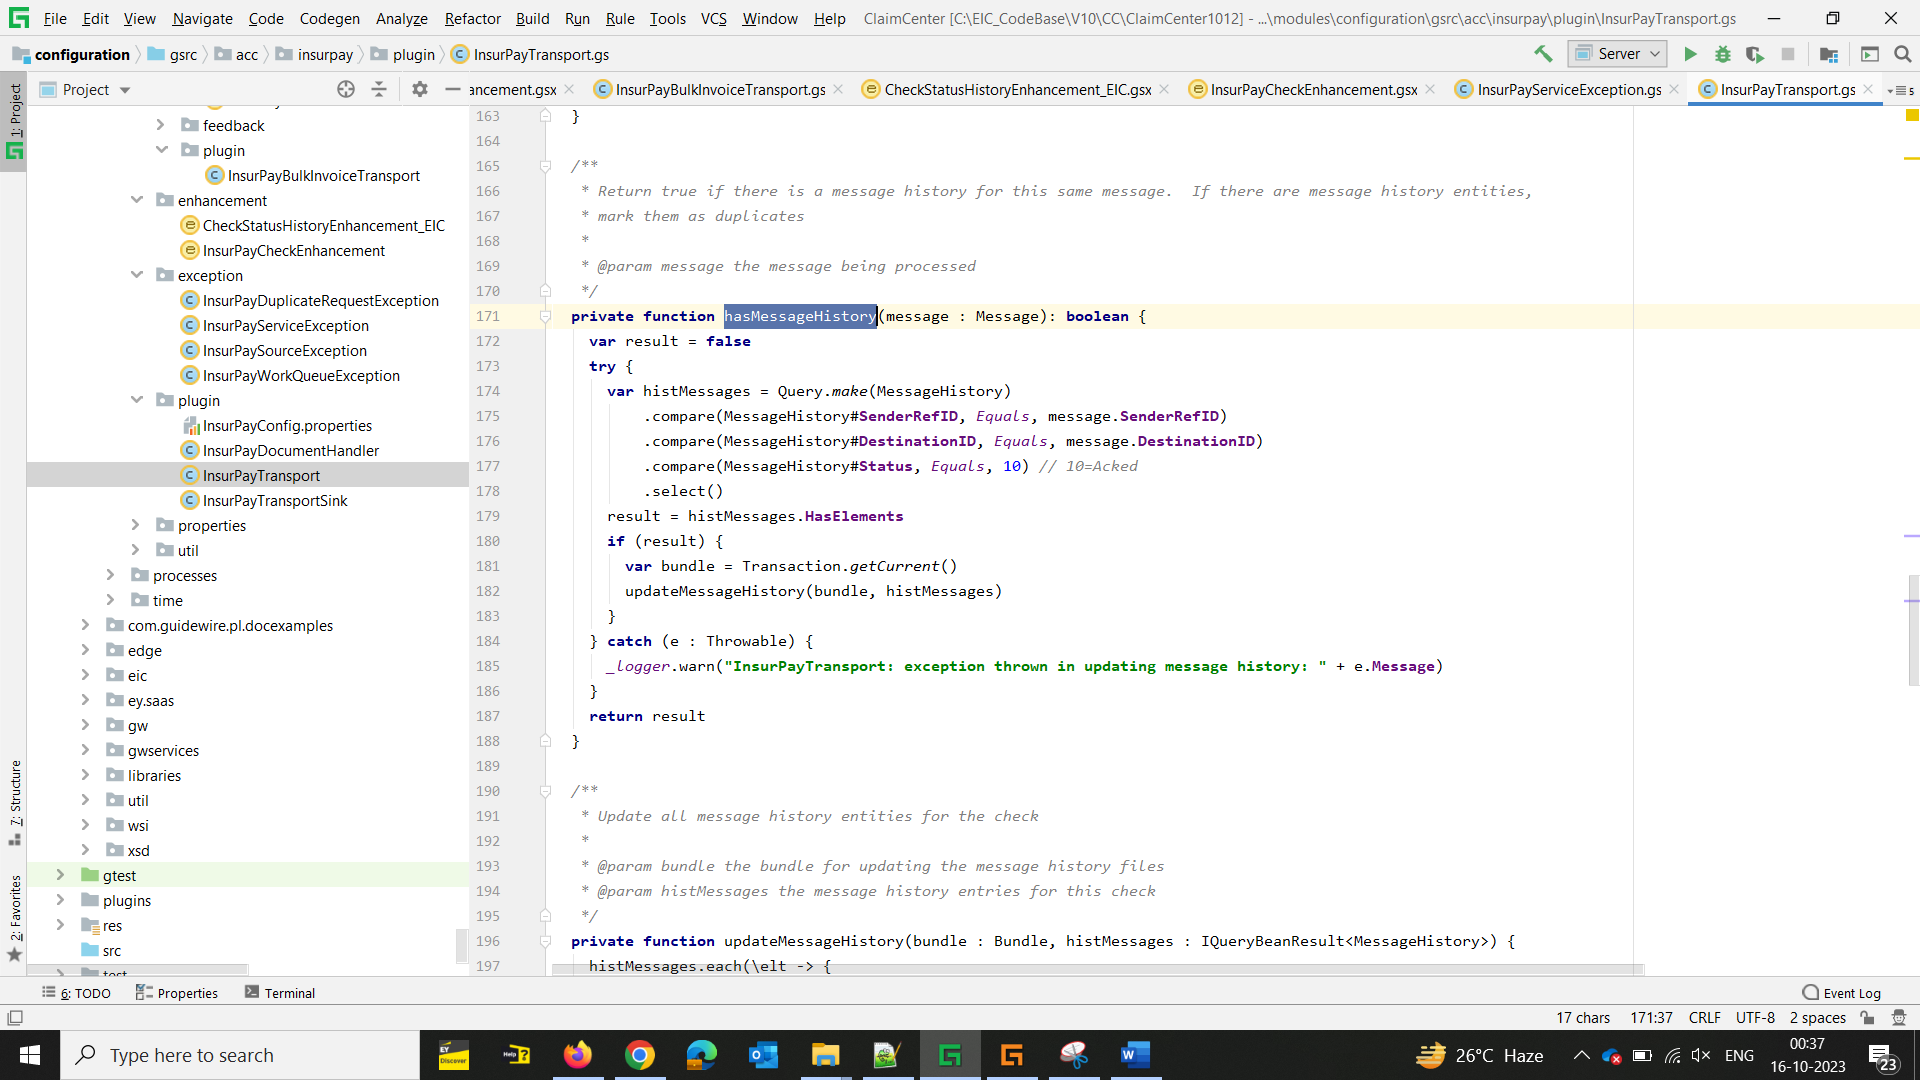 File Edit View Navigate Code Codegen Analyze Refactor Build Run Rule Tools VCS Window Help ClaimCenter [C:\EIC_CodeBase\V10\CC\ClaimCenter1012] - ...\modules\configuration\gsrc\acc\insurpay\plugin\InsurPayTransport.gs
configuration gsrc acc insurpay plugin InsurPayTransport.gs Server
Project ancement.gsx InsurPayBulkInvoiceTransport.gs CheckStatusHistoryEnhancement_EIC.gsx InsurPayCheckEnhancement.gsx InsurPayServiceException.gs InsurPayTransport.gs 5
1: Project
7: Structure
2: Favorites
feedback
plugin
InsurPayBulkInvoiceTransport
enhancement
CheckStatusHistoryEnhancement_EIC
InsurPayCheckEnhancement
exception
InsurPayDuplicateRequestException
InsurPayServiceException
InsurPaySourceException
InsurPayWorkQueueException
plugin
InsurPayConfig.properties
InsurPayDocumentHandler
InsurPayTransport
InsurPayTransportSink
properties
util
processes
time
com.guidewire.pl.docexamples
edge
eic
ey.saas
gw
gwservices
libraries
util
wsi
xsd
gtest
plugins
res
src
test
163 }
164
165 /**
166 * Return true if there is a message history for this same message.  If there are message history entities,
167 * mark them as duplicates
168 *
169 * @param message the message being processed
170 */
171 private function hasMessageHistory(message : Message): boolean {
172 var result = false
173 try {
174 var histMessages = Query.make(MessageHistory)
175 .compare(MessageHistory#SenderRefID, Equals, message.SenderRefID)
176 .compare(MessageHistory#DestinationID, Equals, message.DestinationID)
177 .compare(MessageHistory#Status, Equals, 10) // 10=Acked
178 .select()
179 result = histMessages.HasElements
180 if (result) {
181 var bundle = Transaction.getCurrent()
182 updateMessageHistory(bundle, histMessages)
183 }
184 } catch (e : Throwable) {
185 _logger.warn("InsurPayTransport: exception thrown in updating message history: " + e.Message)
186 }
187 return result
188 }
189
190 /**
191 * Update all message history entities for the check
192 *
193 * @param bundle the bundle for updating the message history files
194 * @param histMessages the message history entries for this check
195 */
196 private function updateMessageHistory(bundle : Bundle, histMessages : IQueryBeanResult<MessageHistory>) {
197 histMessages.each(\elt -> {
6: TODO Properties Terminal Event Log
17 chars 171:37 CRLF UTF-8 2 spaces
Type here to search EY Discover Help ? 26°C Haze ENG 00:37
16-10-2023 23